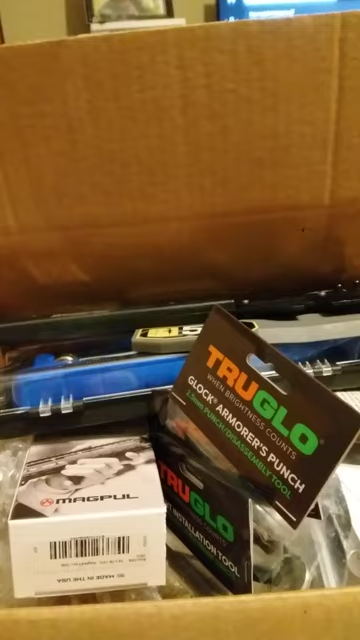 TRUGLO®
WHEN BRIGHTNESS COUNTS
GLOCK® ARMORER'S PUNCH
2.5mm PUNCH/DISASSEMBLY TOOL
TRUGLO
COUNTS
INSTALLATION TOOL
MAGPUL
MADE IN THE USA